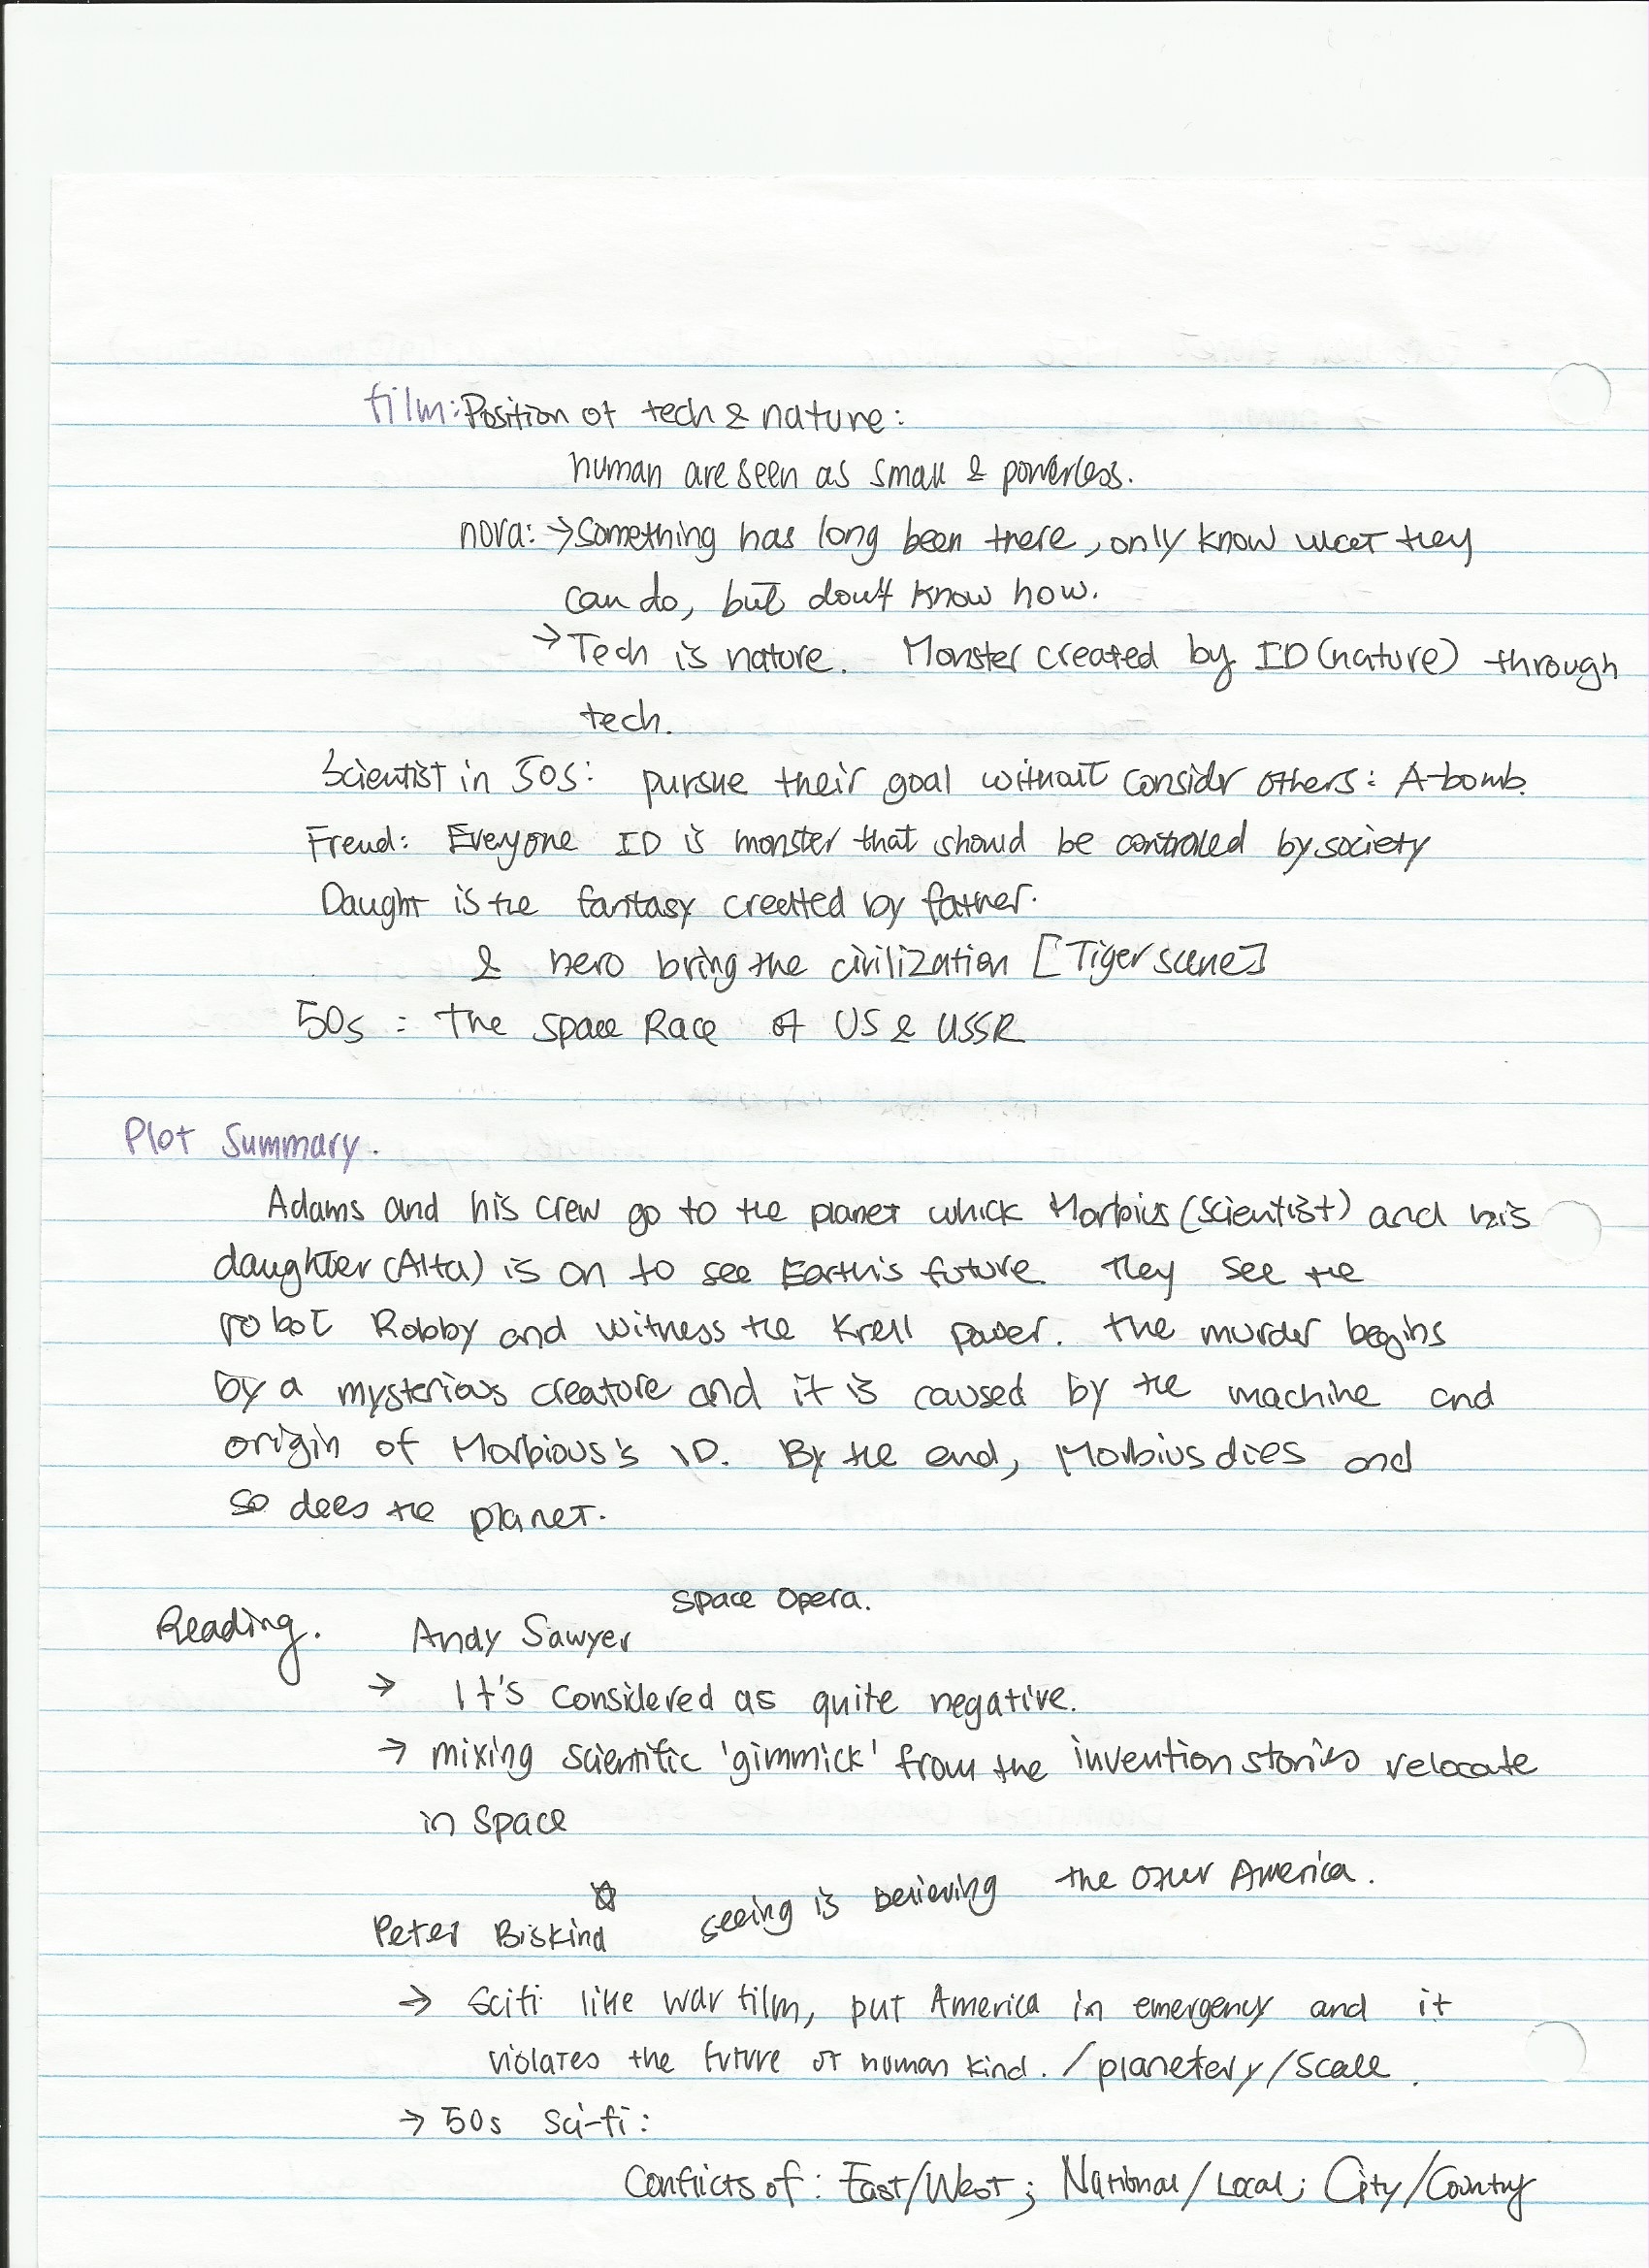 film: Position of tech & nature:
human are seen as small & powerless.
nova: → Something has long been there, only know what they
can do, but don't know how.
→ Tech is nature. Monster created by ID (nature) through
tech.
Scientist in 50s: pursue their goal without considr others: A-bomb.
Freud: Everyone ID is monster that should be controled by society
Daught is the fantasy creatted by father.
& hero bring the civilization [Tiger scene]
50s: The Space Race of US & USSR
Plot Summary.
Adams and his crew go to the planet which Morbius (scientist) and his
daughter (Alta) is on to see Earth's future. They see the
robot Robby and witness the Krell power. The murder begins
by a mysterious creature and it is caused by the machine and
origin of Morbious's ID. By the end, Morbius dies and
so does the planet.
Space Opera.
Reading. Andy Sawyer
→ It's considered as quite negative.
→ mixing scientific 'gimmick' from the invention stories relocate
in Space
Peter Biskind ☆ seeing is believing the Other America.
→ Scifi like war film, put America in emergency and it
violates the future of human kind. /planetery/scale.
→ 50s Sci-fi:
Conflicts of: East/West; National/Local; City/Country